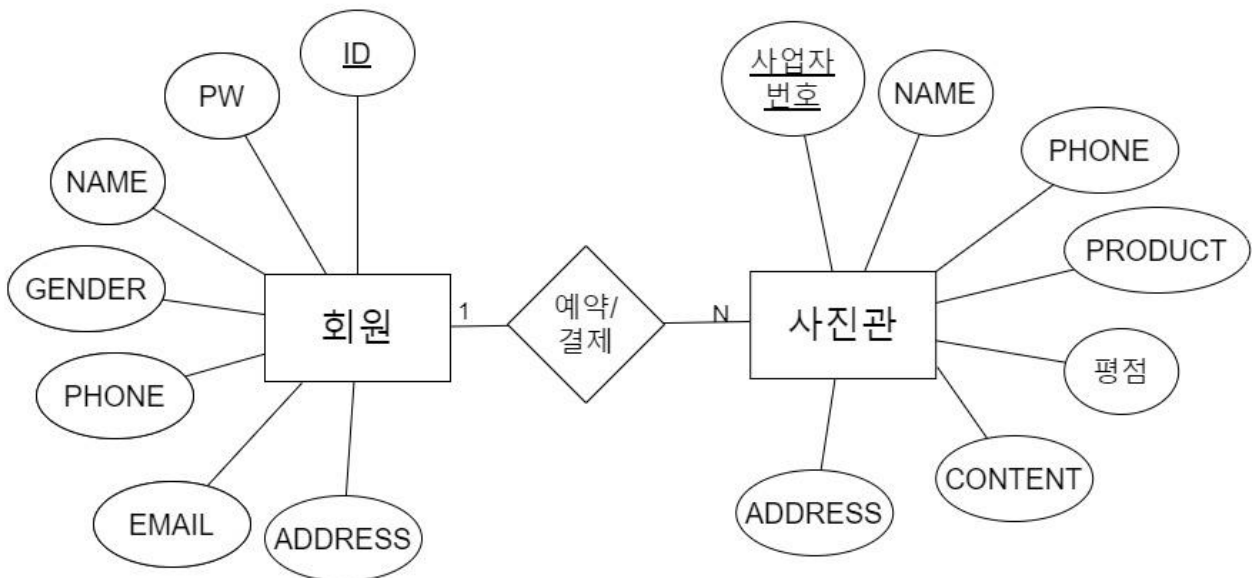 ID
PW
NAME
GENDER
PHONE
EMAIL
ADDRESS
회원
1
예약/
결제
N
사진관
사업자
번호
NAME
PHONE
PRODUCT
평점
CONTENT
ADDRESS